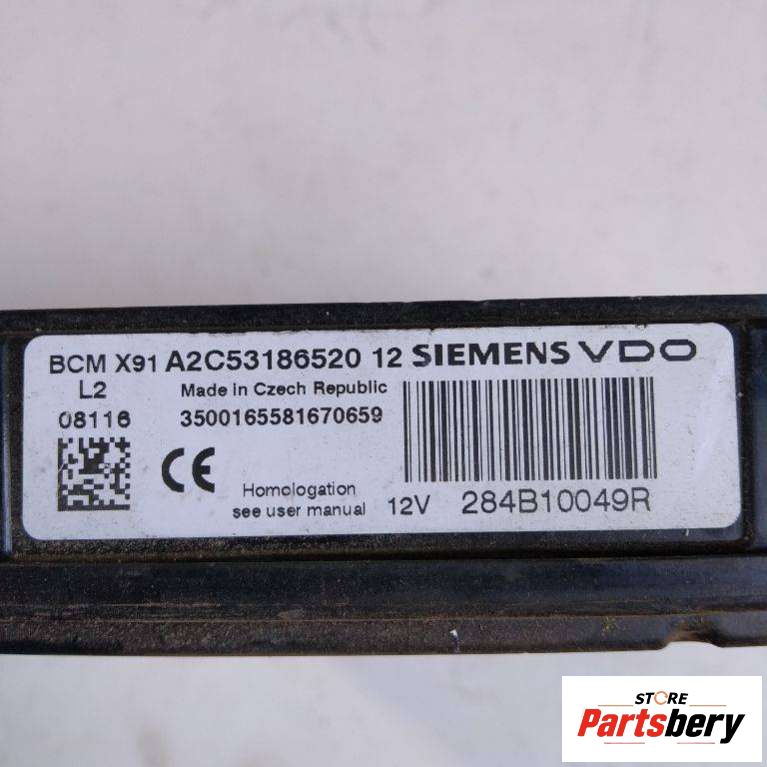 BCM X91 A2C53186520 12 SIEMENS VDO
L2 Made in Czech Republic
08116 3500165581670659
CE
Homologation
see user manual 12V 284B10049R
STORE
Partsbery